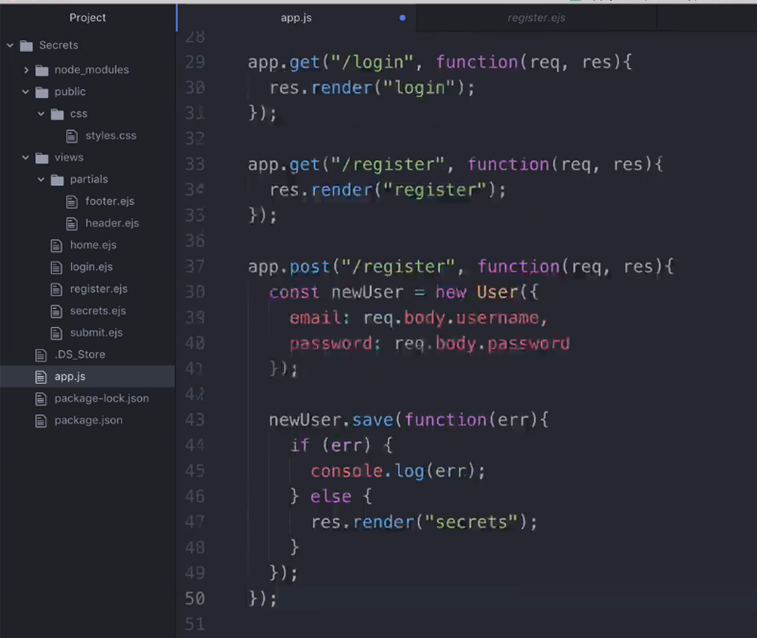 Project
Secrets
node_modules
public
css
styles.css
views
partials
footer.ejs
header.ejs
home.ejs
login.ejs
register.ejs
secrets.ejs
submit.ejs
.DS_Store
app.js
package-lock.json
package.json
app.js register.ejs
28
29 app.get("/login", function(req, res){
30 res.render("login");
31 });
32
33 app.get("/register", function(req, res){
34 res.render("register");
35 });
36
37 app.post("/register", function(req, res){
38 const newUser = new User({
39 email: req.body.username,
40 password: req.body.password
41 });
42
43 newUser.save(function(err){
44 if (err) {
45 console.log(err);
46 } else {
47 res.render("secrets");
48 }
49 });
50 });
51